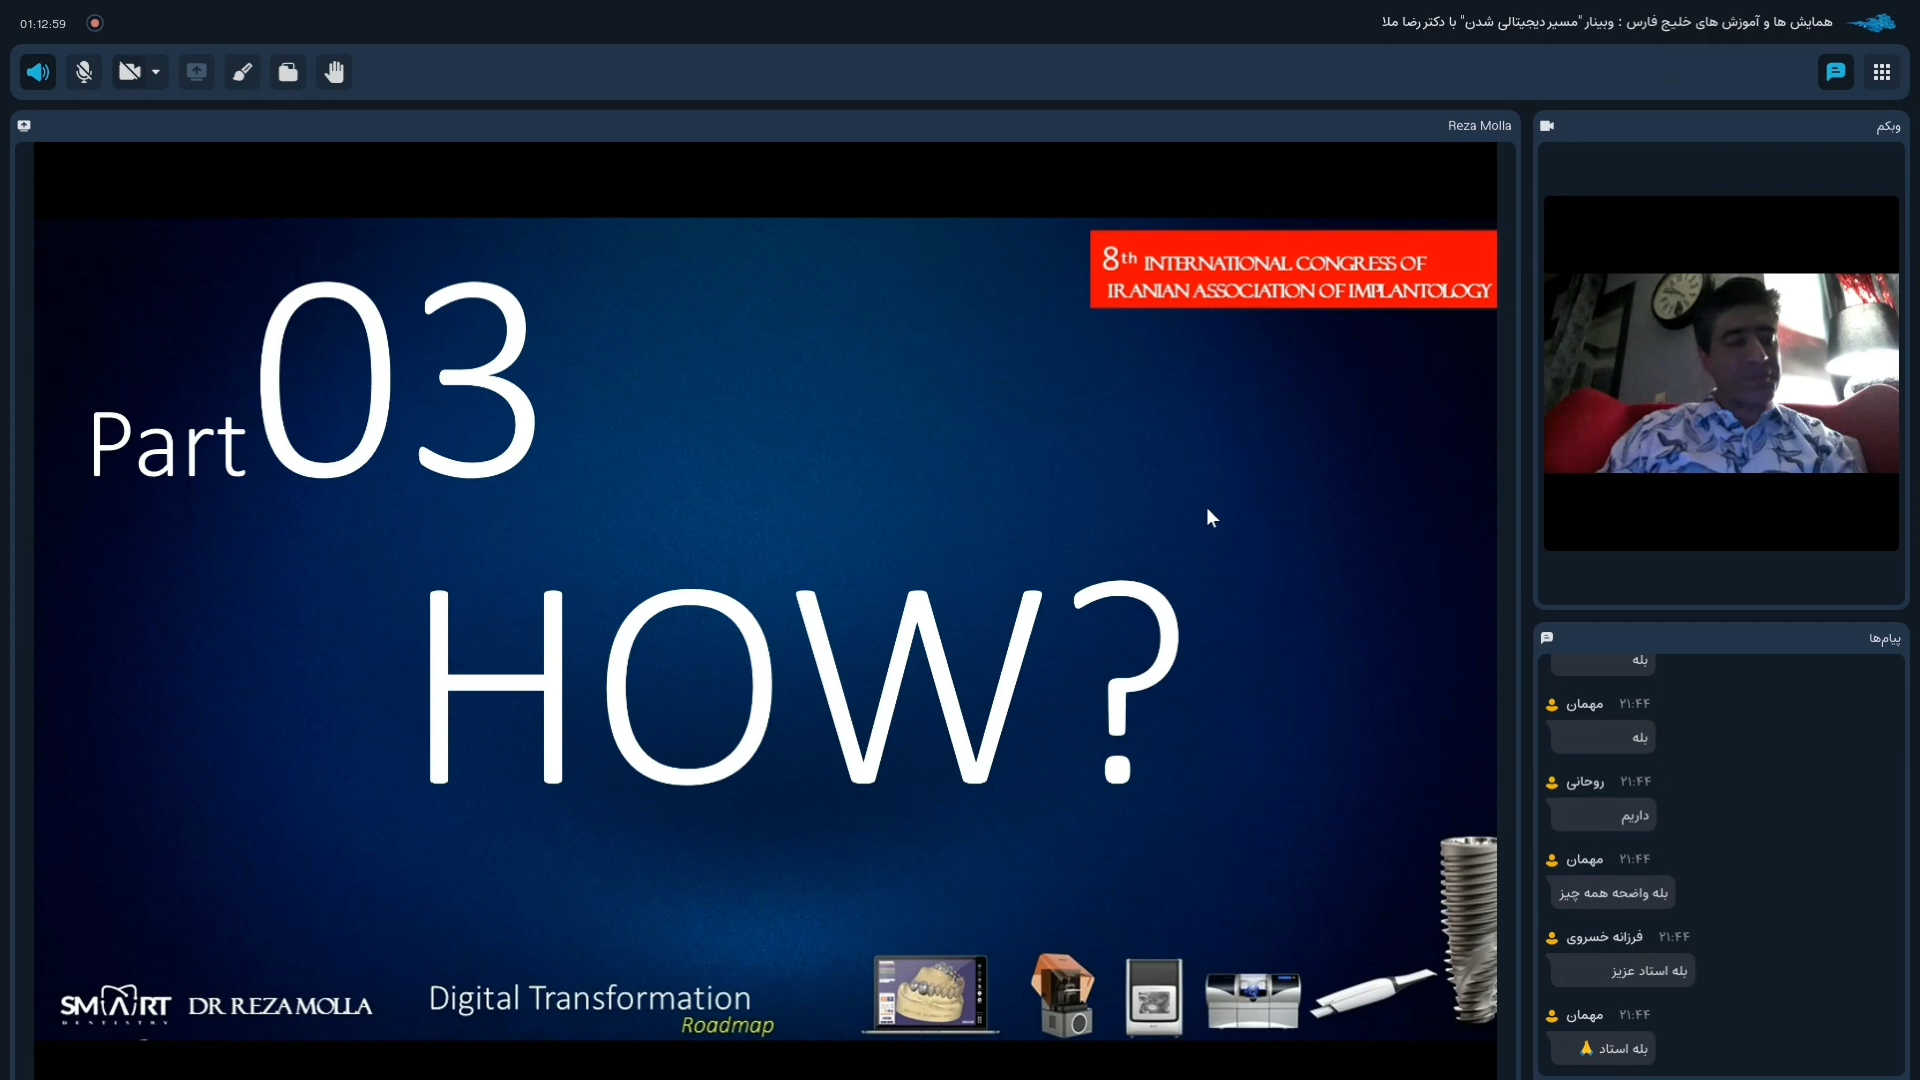 01:12:59
همایش ها و آموزش های خلیج فارس : وبینار "مسیر دیجیتالی شدن" با دکتر رضا ملا
Reza Molla
8th INTERNATIONAL CONGRESS OF
IRANIAN ASSOCIATION OF IMPLANTOLOGY
Part 03
HOW?
SMART
DENTISTRY
DR REZA MOLLA
Digital Transformation
Roadmap
وبکم
پیام‌ها
بله
مهمان ۲۱:۴۴
بله
روحانی ۲۱:۴۴
داریم
مهمان ۲۱:۴۴
بله واضحه همه چیز
فرزانه خسروی ۲۱:۴۴
بله استاد عزیز
مهمان ۲۱:۴۴
بله استاد 🙏